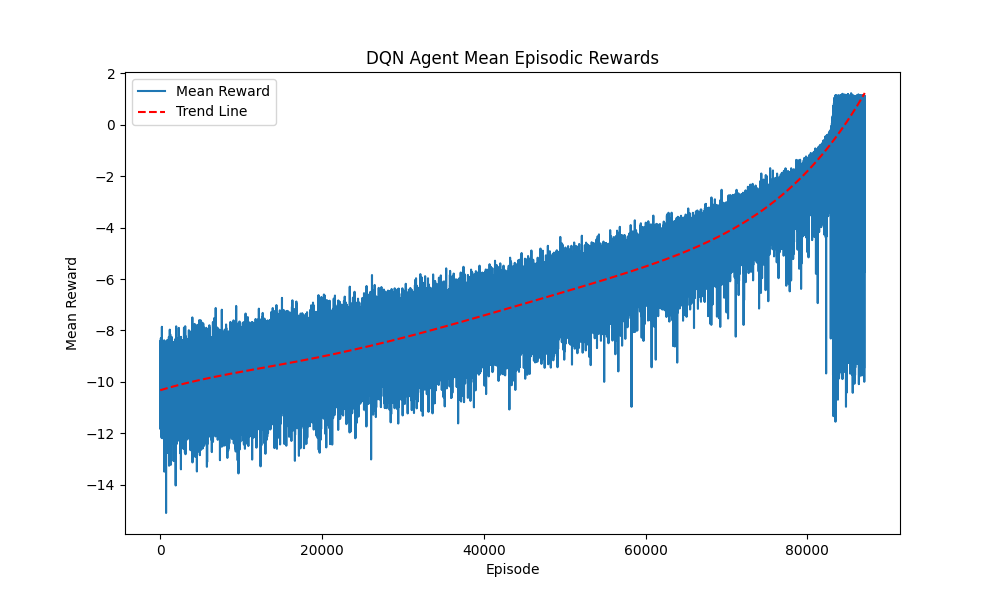 DQN Agent Mean Episodic Rewards
Mean Reward
Trend Line
2
0
−2
−4
−6
−8
−10
−12
−14
Mean Reward
0
20000
40000
60000
80000
Episode